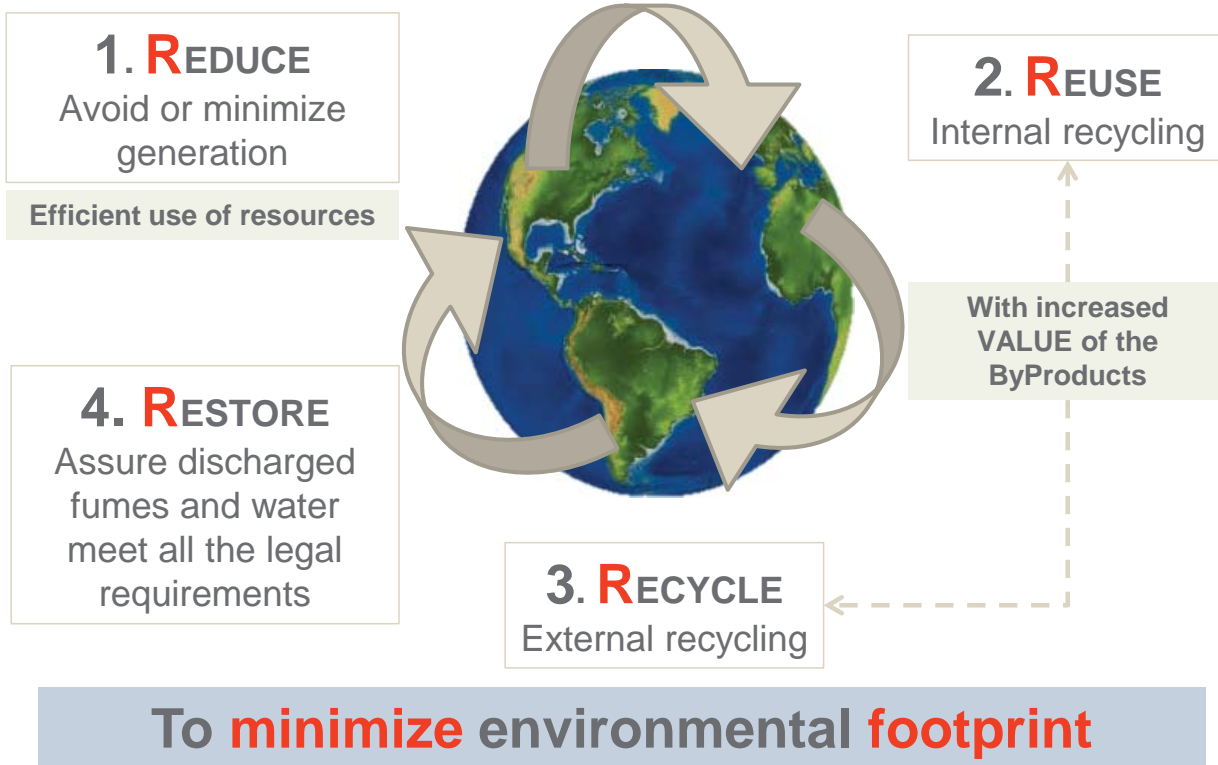 1. REDUCE
Avoid or minimize
generation
Efficient use of resources
2. REUSE
Internal recycling
With increased
VALUE of the
ByProducts
3. RECYCLE
External recycling
4. RESTORE
Assure discharged
fumes and water
meet all the legal
requirements
To minimize environmental footprint